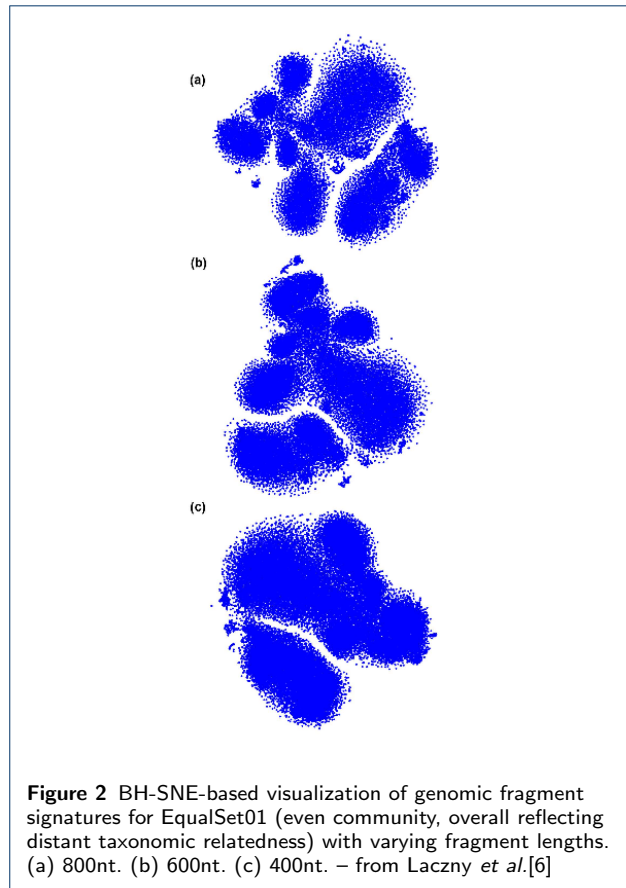 (a)
(b)
(c)
Figure 2 BH-SNE-based visualization of genomic fragment
signatures for EqualSet01 (even community, overall reflecting
distant taxonomic relatedness) with varying fragment lengths.
(a) 800nt. (b) 600nt. (c) 400nt. – from Laczny et al.[6]